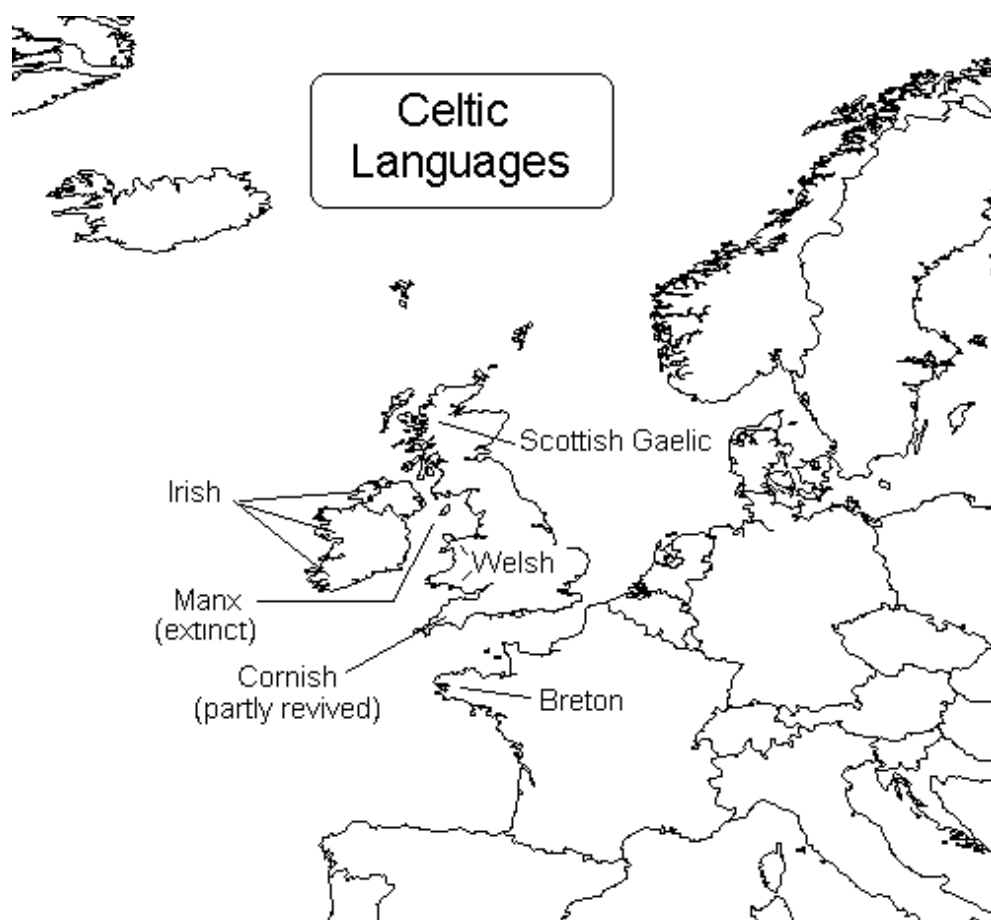 Celtic
Languages
Scottish Gaelic
Irish
Welsh
Manx
(extinct)
Cornish
(partly revived)
Breton